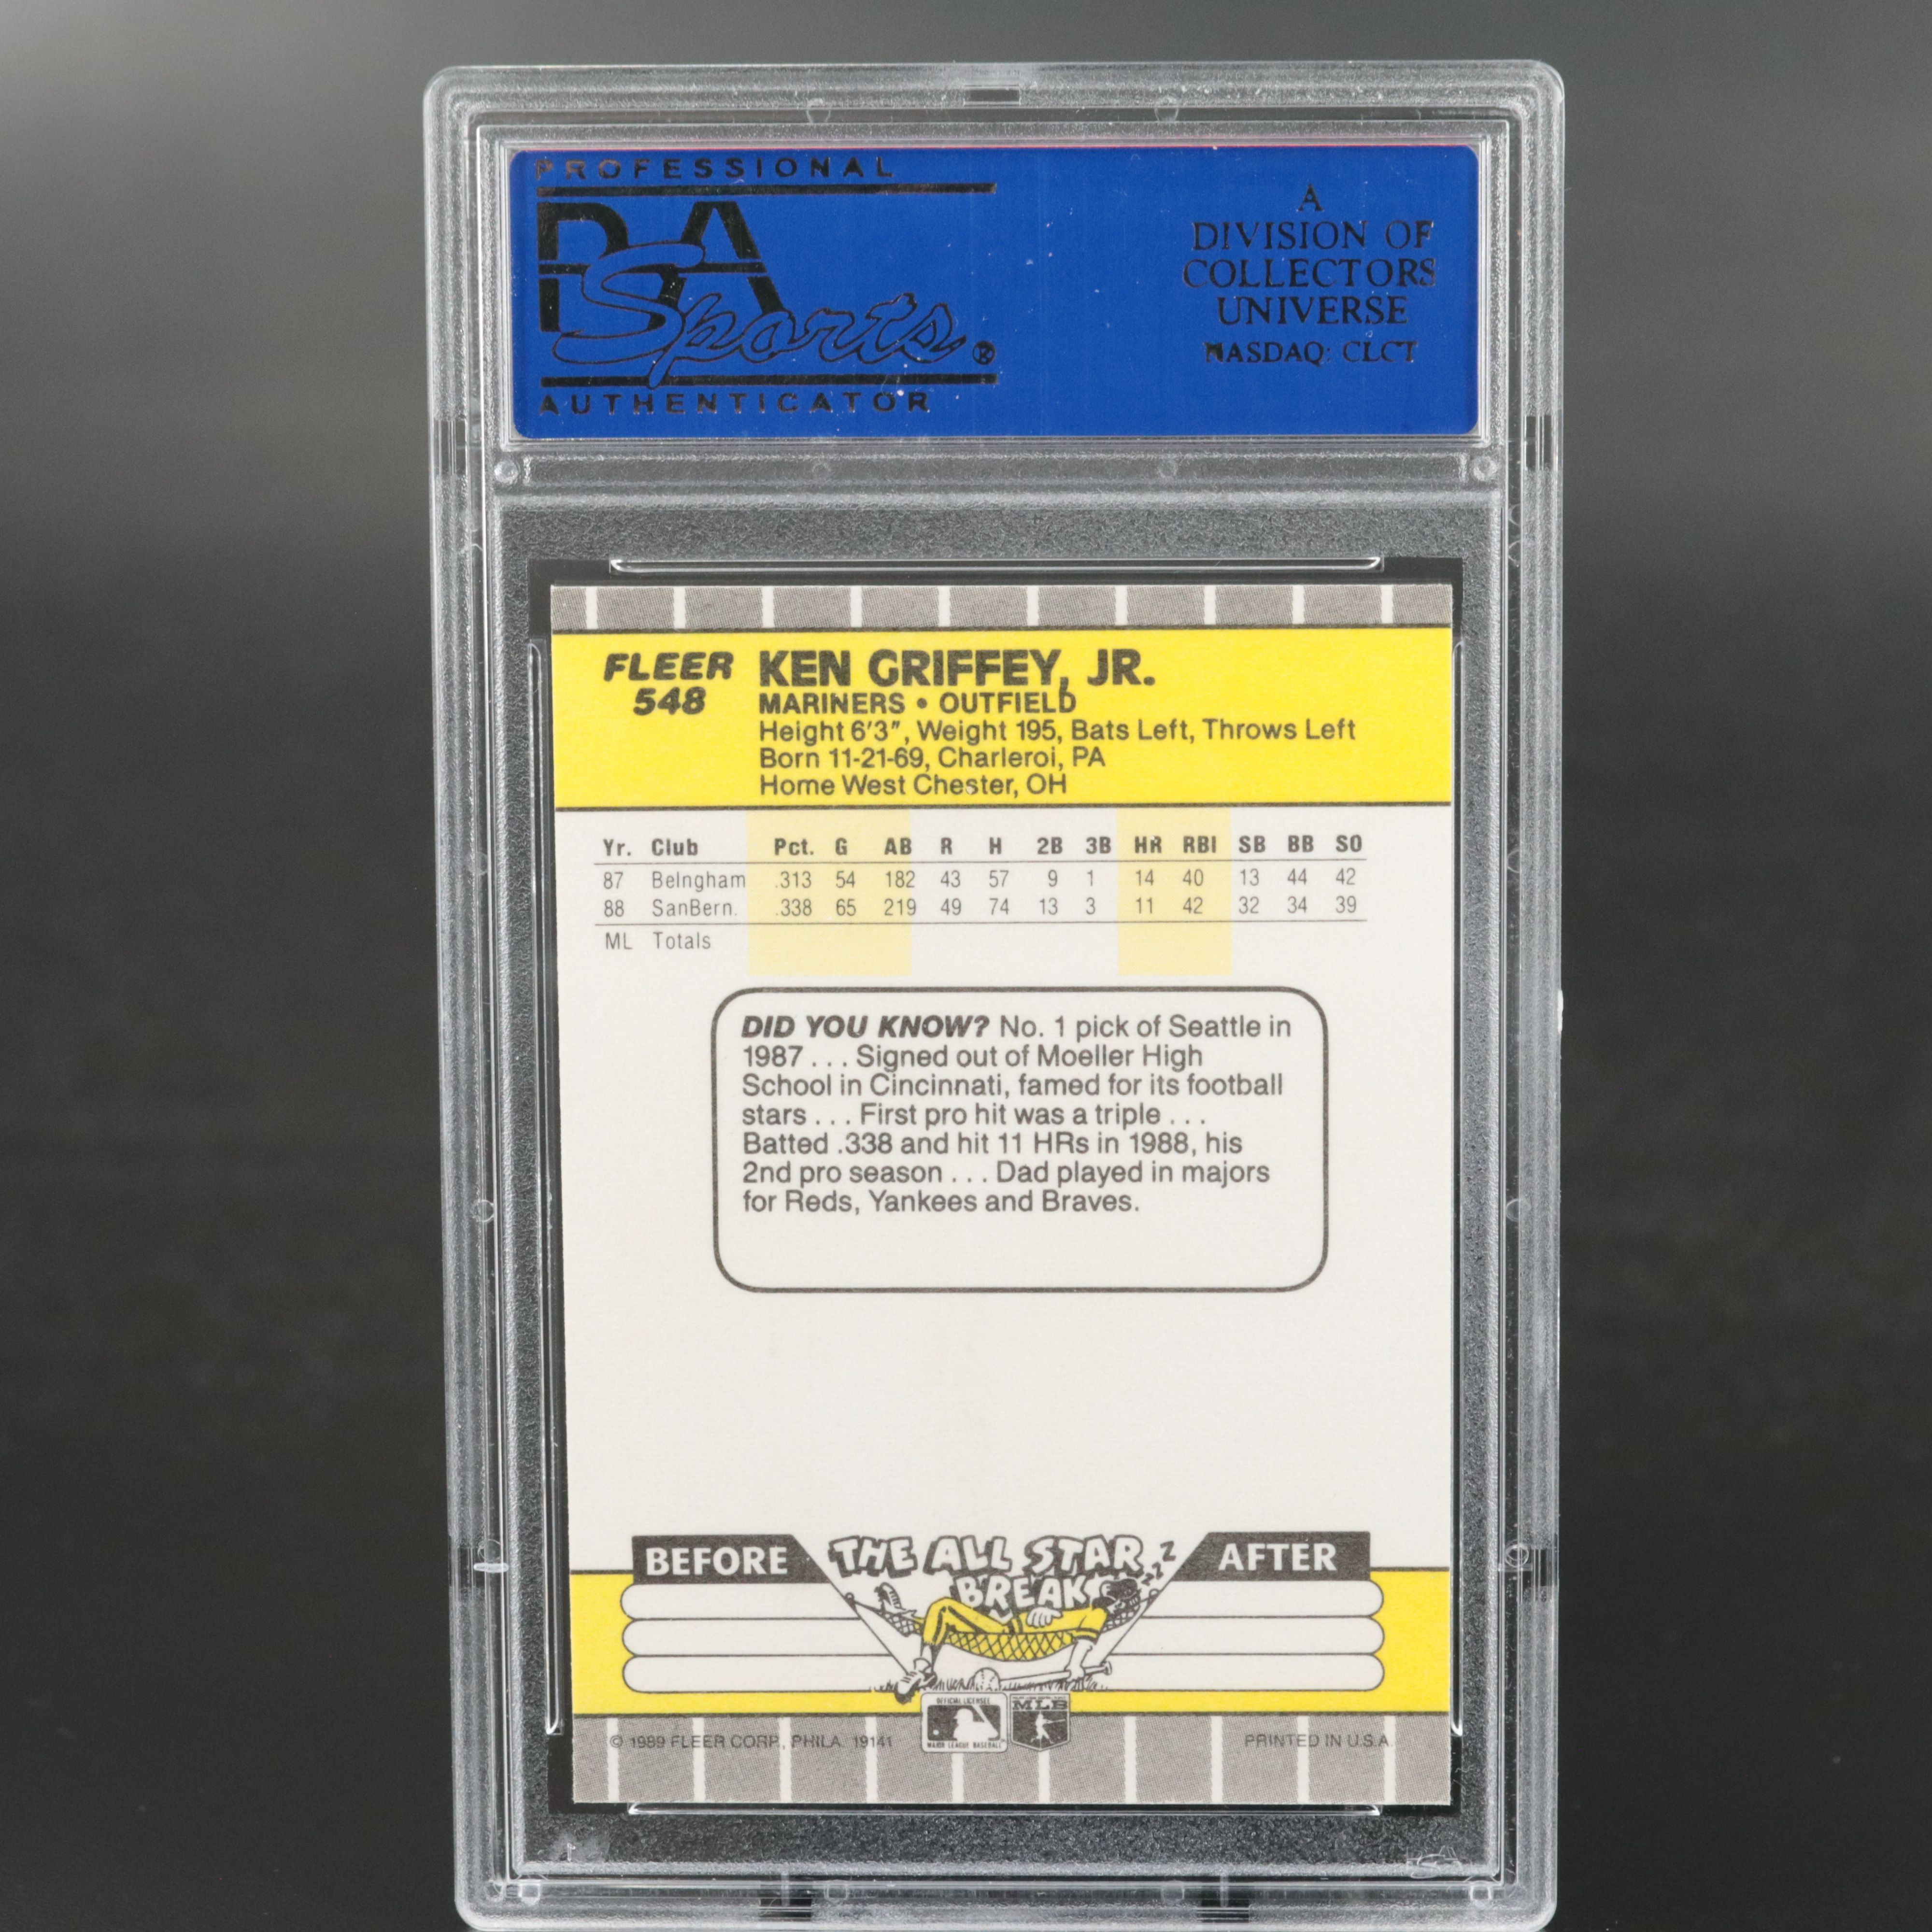 PROFESSIONAL
PSA
Sports®
AUTHENTICATOR
A
DIVISION OF
COLLECTORS
UNIVERSE
NASDAQ: CLCT
FLEER
548
KEN GRIFFEY, JR.
MARINERS • OUTFIELD
Height 6'3", Weight 195, Bats Left, Throws Left
Born 11-21-69, Charleroi, PA
Home West Chester, OH
Yr. Club Pct. G AB R H 2B 3B HR RBI SB BB SO
87 Belngham .313 54 182 43 57 9 1 14 40 13 44 42
88 SanBern. .338 65 219 49 74 13 3 11 42 32 34 39
ML Totals
DID YOU KNOW? No. 1 pick of Seattle in
1987 . . . Signed out of Moeller High
School in Cincinnati, famed for its football
stars . . . First pro hit was a triple . . .
Batted .338 and hit 11 HRs in 1988, his
2nd pro season . . . Dad played in majors
for Reds, Yankees and Braves.
BEFORE
THE ALL STAR
BREAK
ZZZZ
AFTER
OFFICIAL LICENSEE
MAJOR LEAGUE BASEBALL
MLB
© 1989 FLEER CORP., PHILA. 19141
PRINTED IN U.S.A.